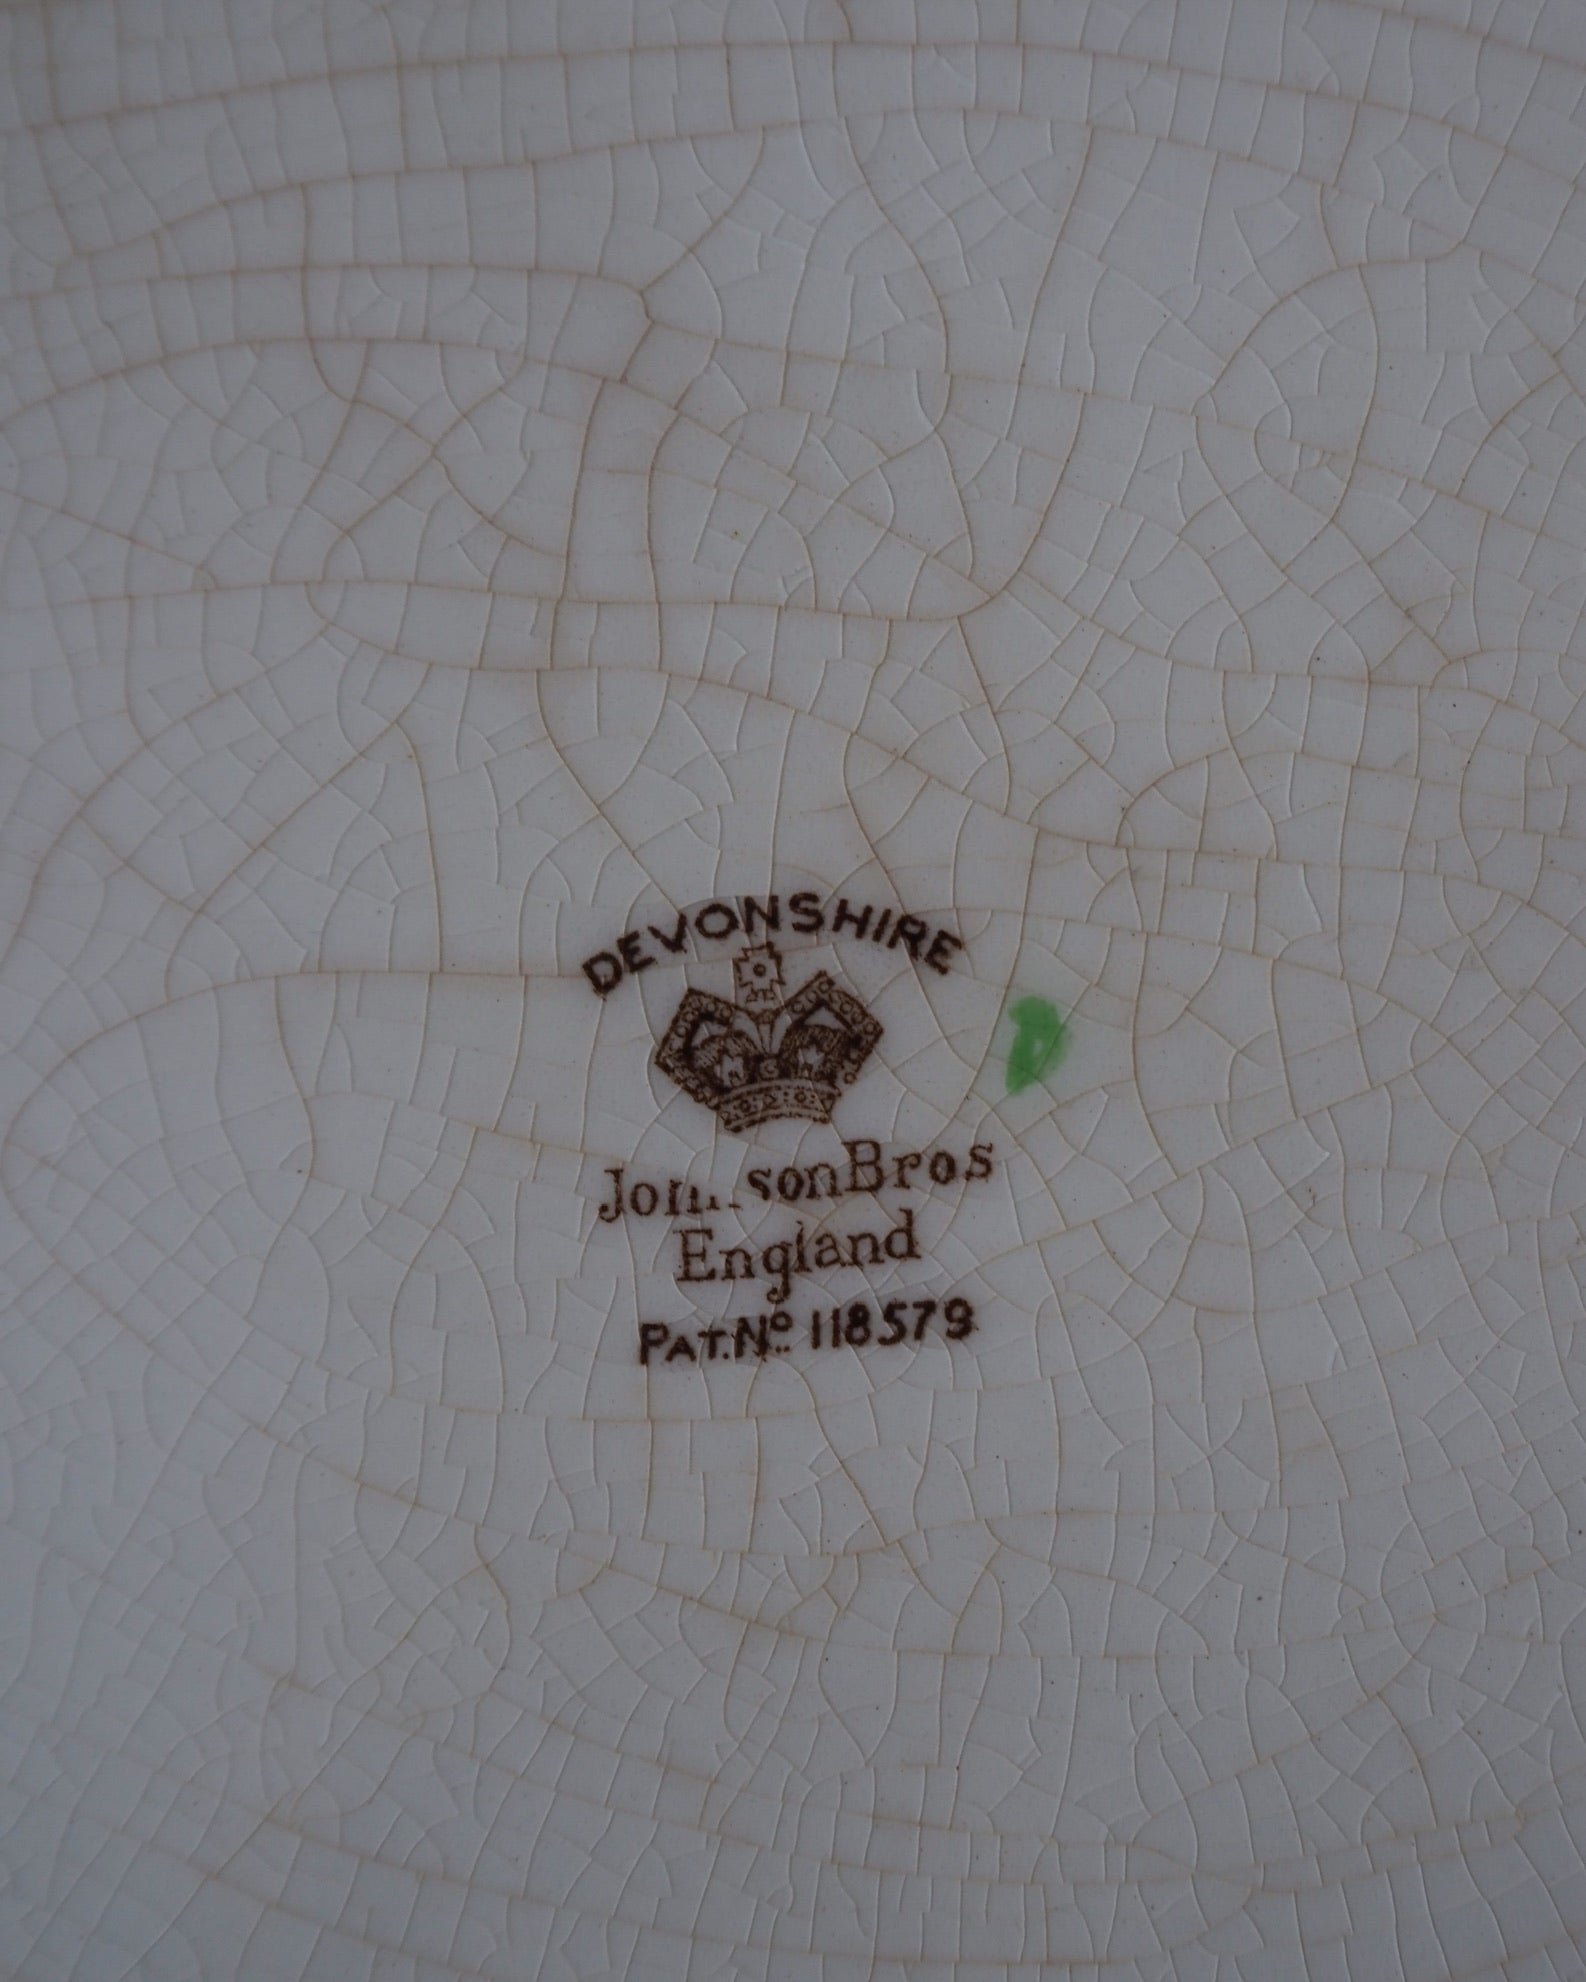 DEVONSHIRE
Johnson Bros
England
PAT. Nº 118579